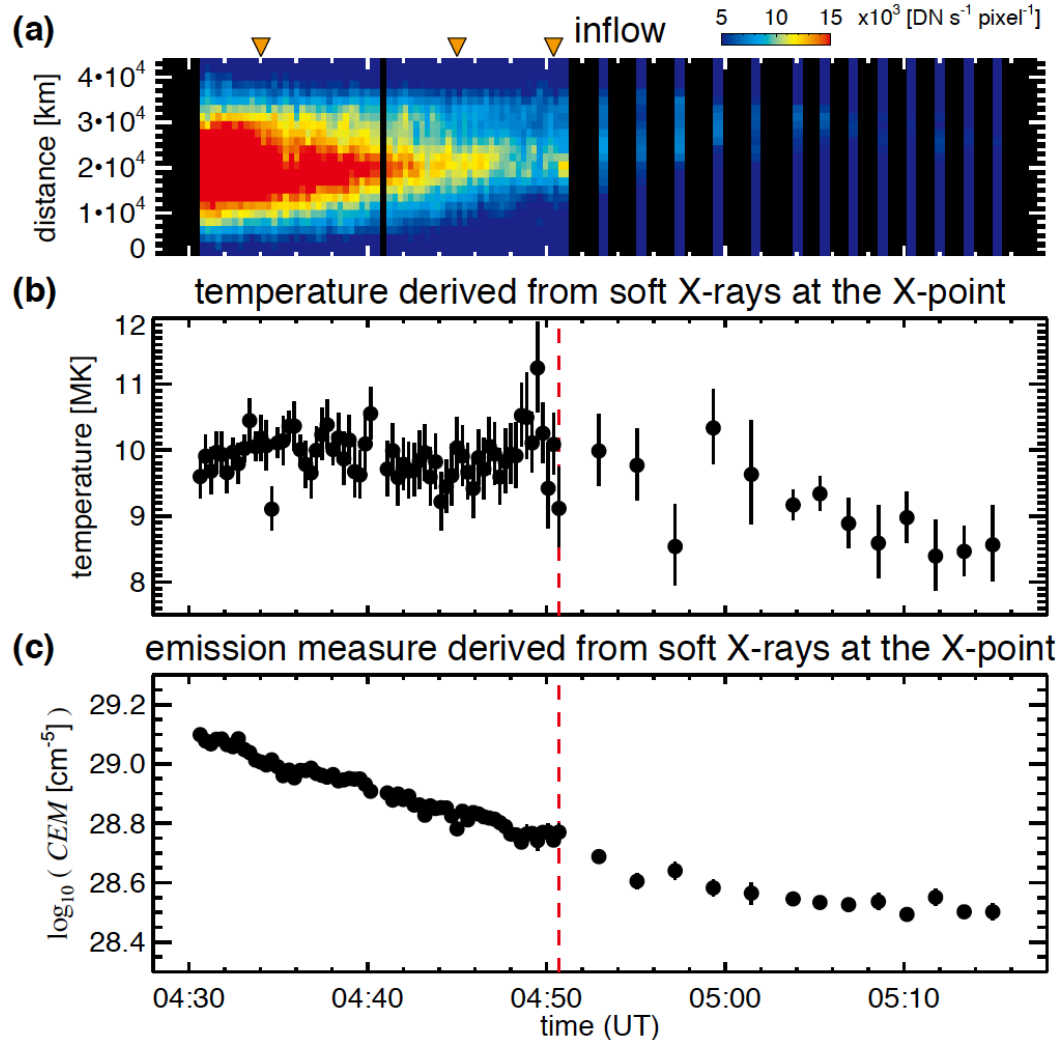 (a) inflow 5 10 15 x10³ [DN s⁻¹ pixel⁻¹]
distance [km]
4•10⁴
3•10⁴
2•10⁴
1•10⁴
0
(b) temperature derived from soft X-rays at the X-point
temperature [MK]
12
11
10
9
8
(c) emission measure derived from soft X-rays at the X-point
log₁₀ ( CEM [cm⁻⁵] )
29.2
29.0
28.8
28.6
28.4
04:30 04:40 04:50 05:00 05:10
time (UT)